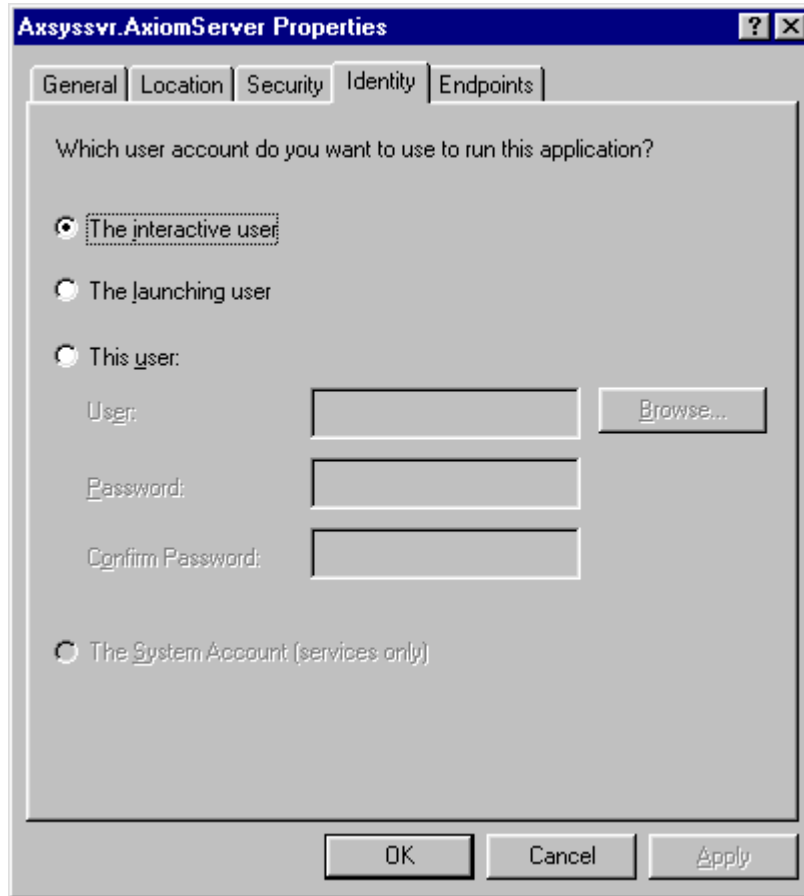 Axsyssvr.AxiomServer Properties
General Location Security Identity Endpoints
Which user account do you want to use to run this application?
The interactive user
The launching user
This user:
User: Browse...
Password:
Confirm Password:
The System Account (services only)
OK Cancel Apply